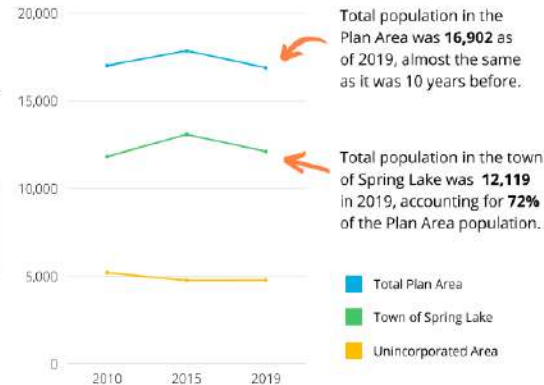 20,000
15,000
10,000
5,000
0
2010 2015 2019
Total population in the
Plan Area was 16,902 as
of 2019, almost the same
as it was 10 years before.
Total population in the town
of Spring Lake was 12,119
in 2019, accounting for 72%
of the Plan Area population.
Total Plan Area
Town of Spring Lake
Unincorporated Area